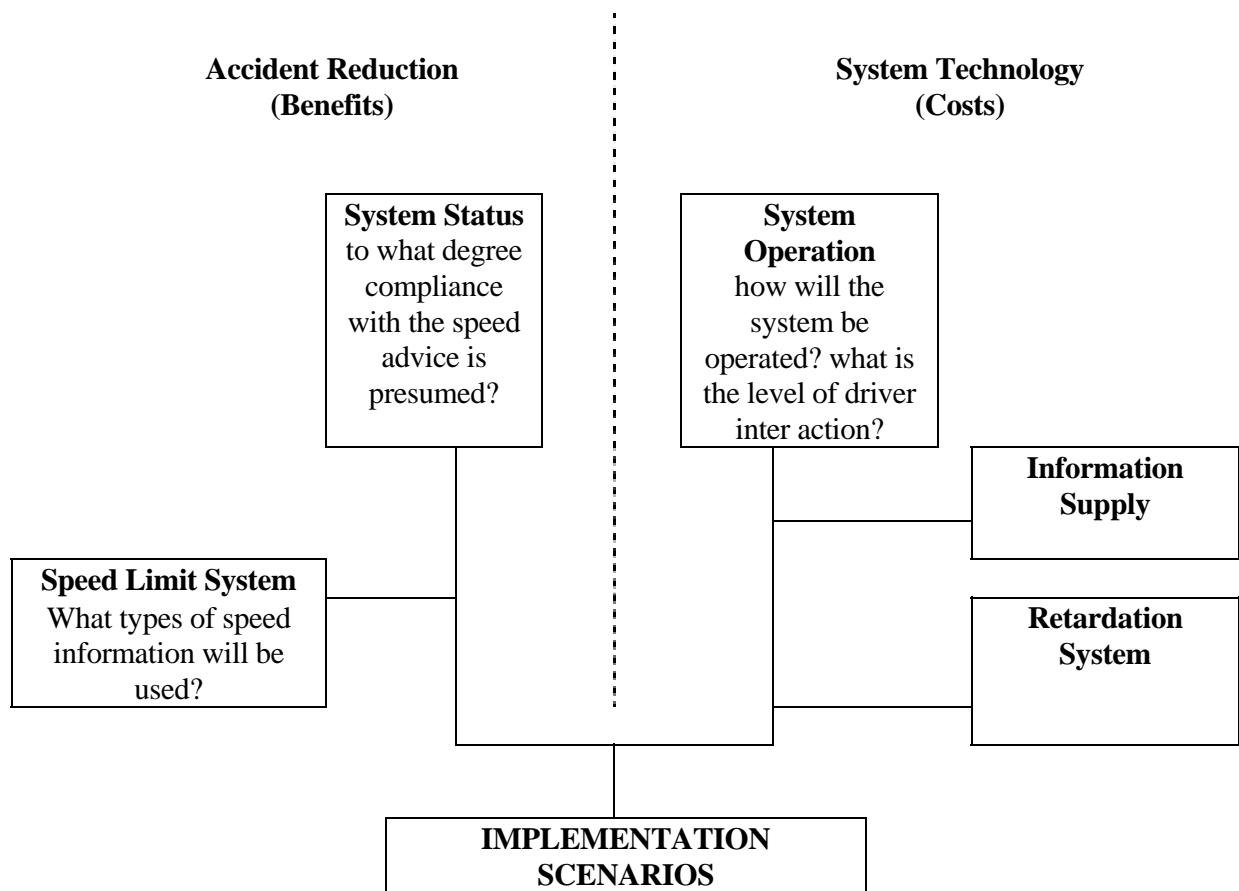 Accident Reduction
(Benefits)
System Technology
(Costs)
System Status
to what degree
compliance
with the speed
advice is
presumed?
System
Operation
how will the
system be
operated? what is
the level of driver
inter action?
Information
Supply
Speed Limit System
What types of speed
information will be
used?
Retardation
System
IMPLEMENTATION
SCENARIOS